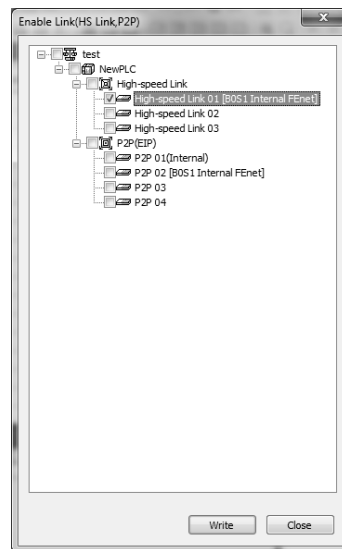 Enable Link(HS Link,P2P)
x
test
NewPLC
High-speed Link
High-speed Link 01 [B0S1 Internal FEnet]
High-speed Link 02
High-speed Link 03
P2P(EIP)
P2P 01(Internal)
P2P 02 [B0S1 Internal FEnet]
P2P 03
P2P 04
Write Close